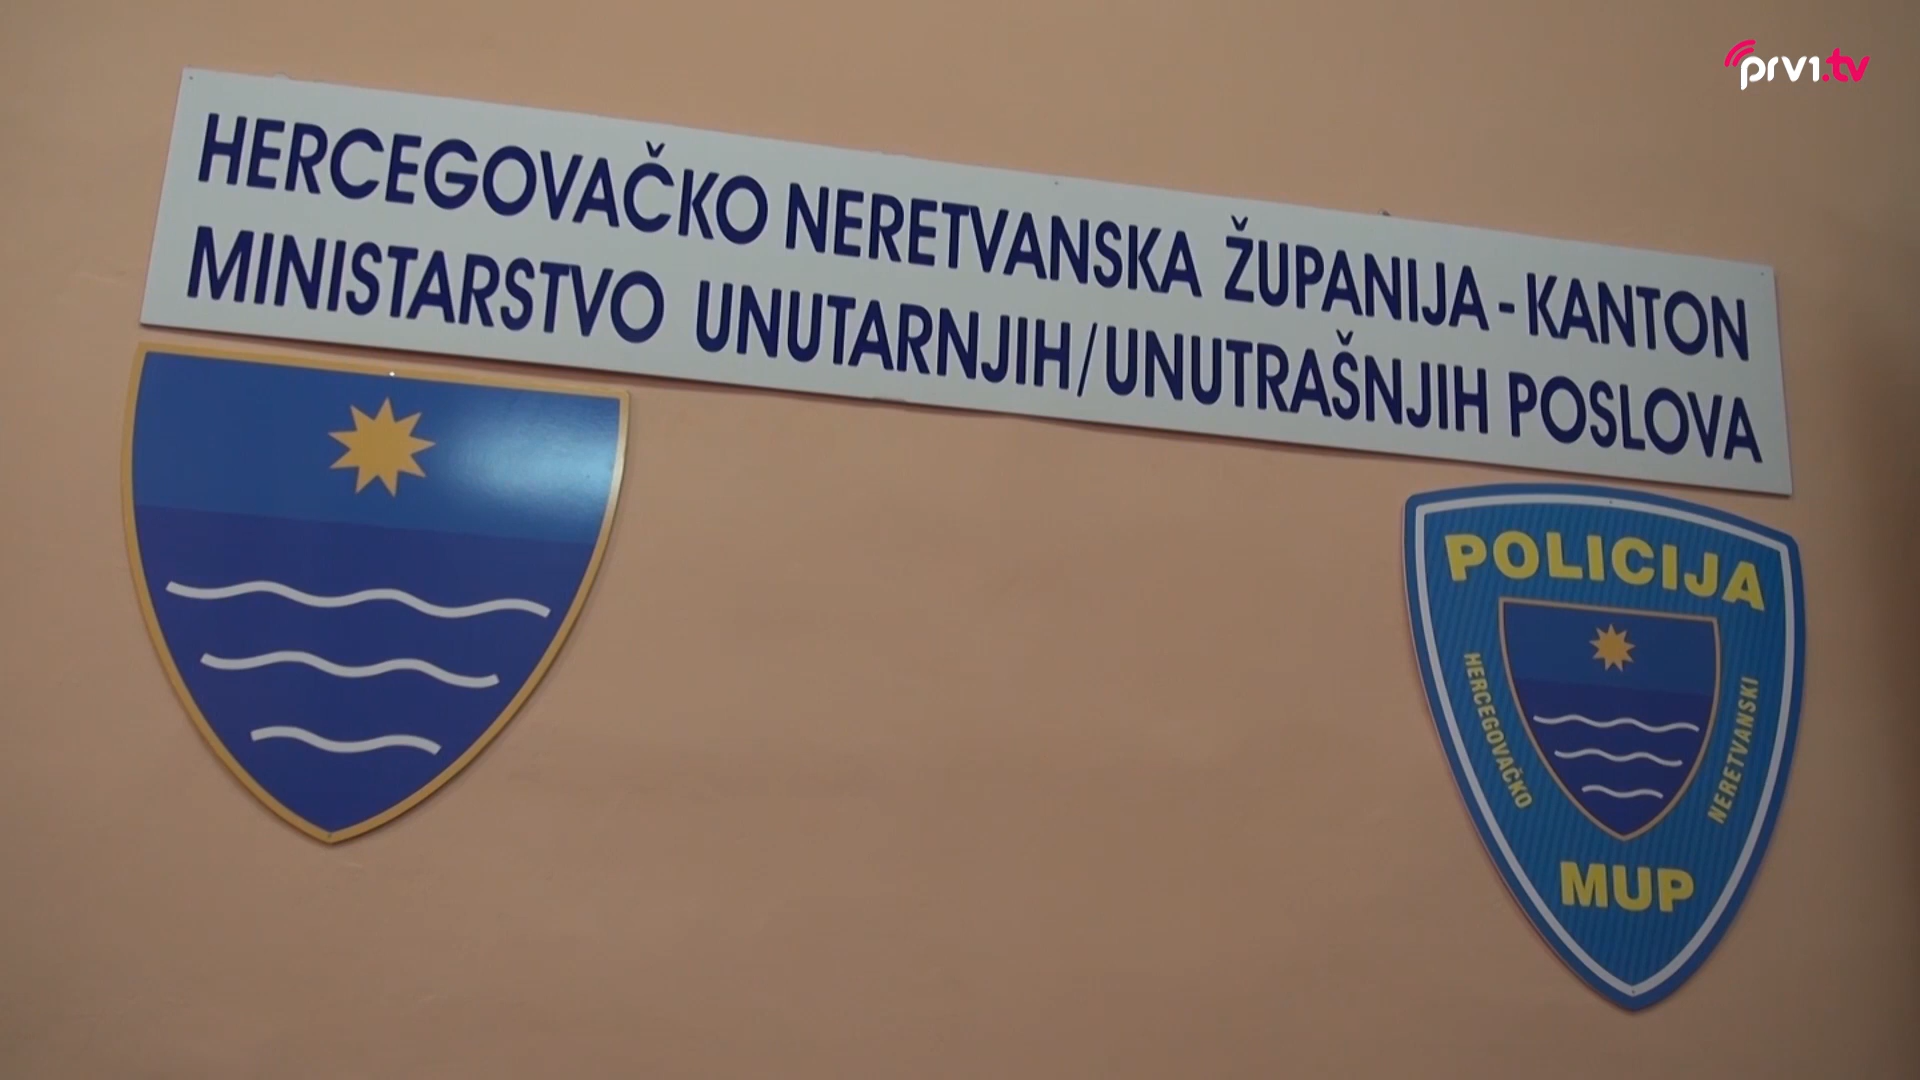 prv1.tv
HERCEGOVAČKO NERETVANSKA ŽUPANIJA - KANTON
MINISTARSTVO UNUTARNJIH/UNUTRAŠNJIH POSLOVA
POLICIJA
HERCEGOVAČKO
NERETVANSKI
MUP